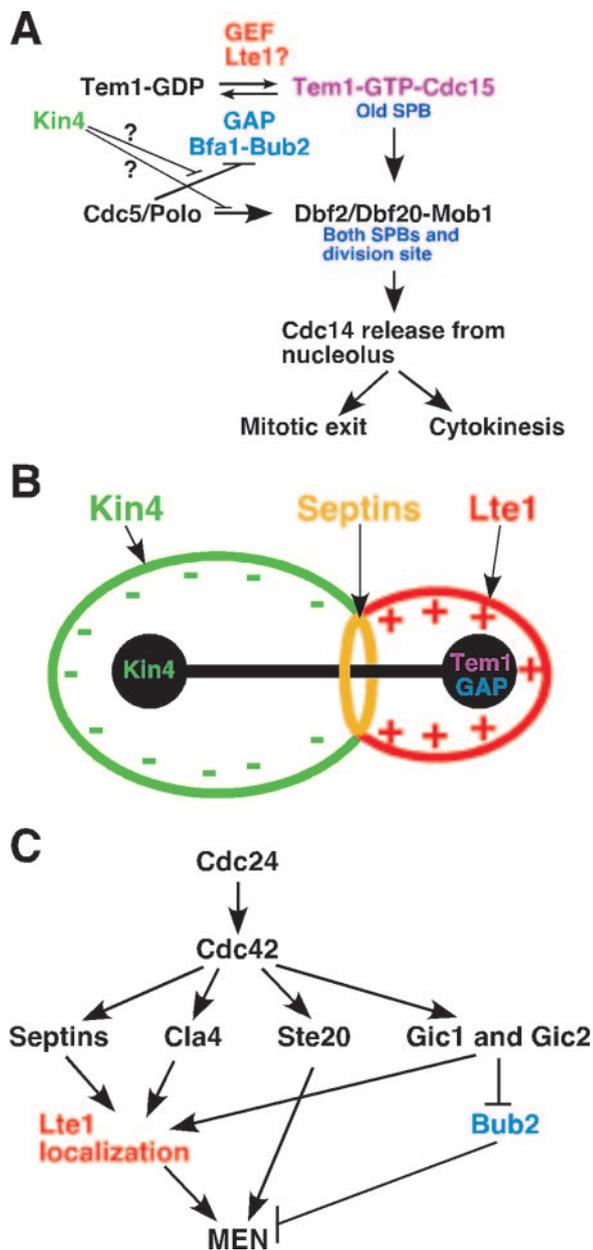 A
GEF
Lte1?
Tem1-GDP
Tem1-GTP-Cdc15
Old SPB
Kin4
?
?
GAP
Bfa1-Bub2
Cdc5/Polo
Dbf2/Dbf20-Mob1
Both SPBs and
division site
Cdc14 release from
nucleolus
Mitotic exit
Cytokinesis
B
Kin4
Septins
Lte1
- - - - - - - - - - -
+ + + + + + +
Kin4
Tem1
GAP
C
Cdc24
Cdc42
Septins
Cla4
Ste20
Gic1 and Gic2
Lte1
localization
Bub2
MEN